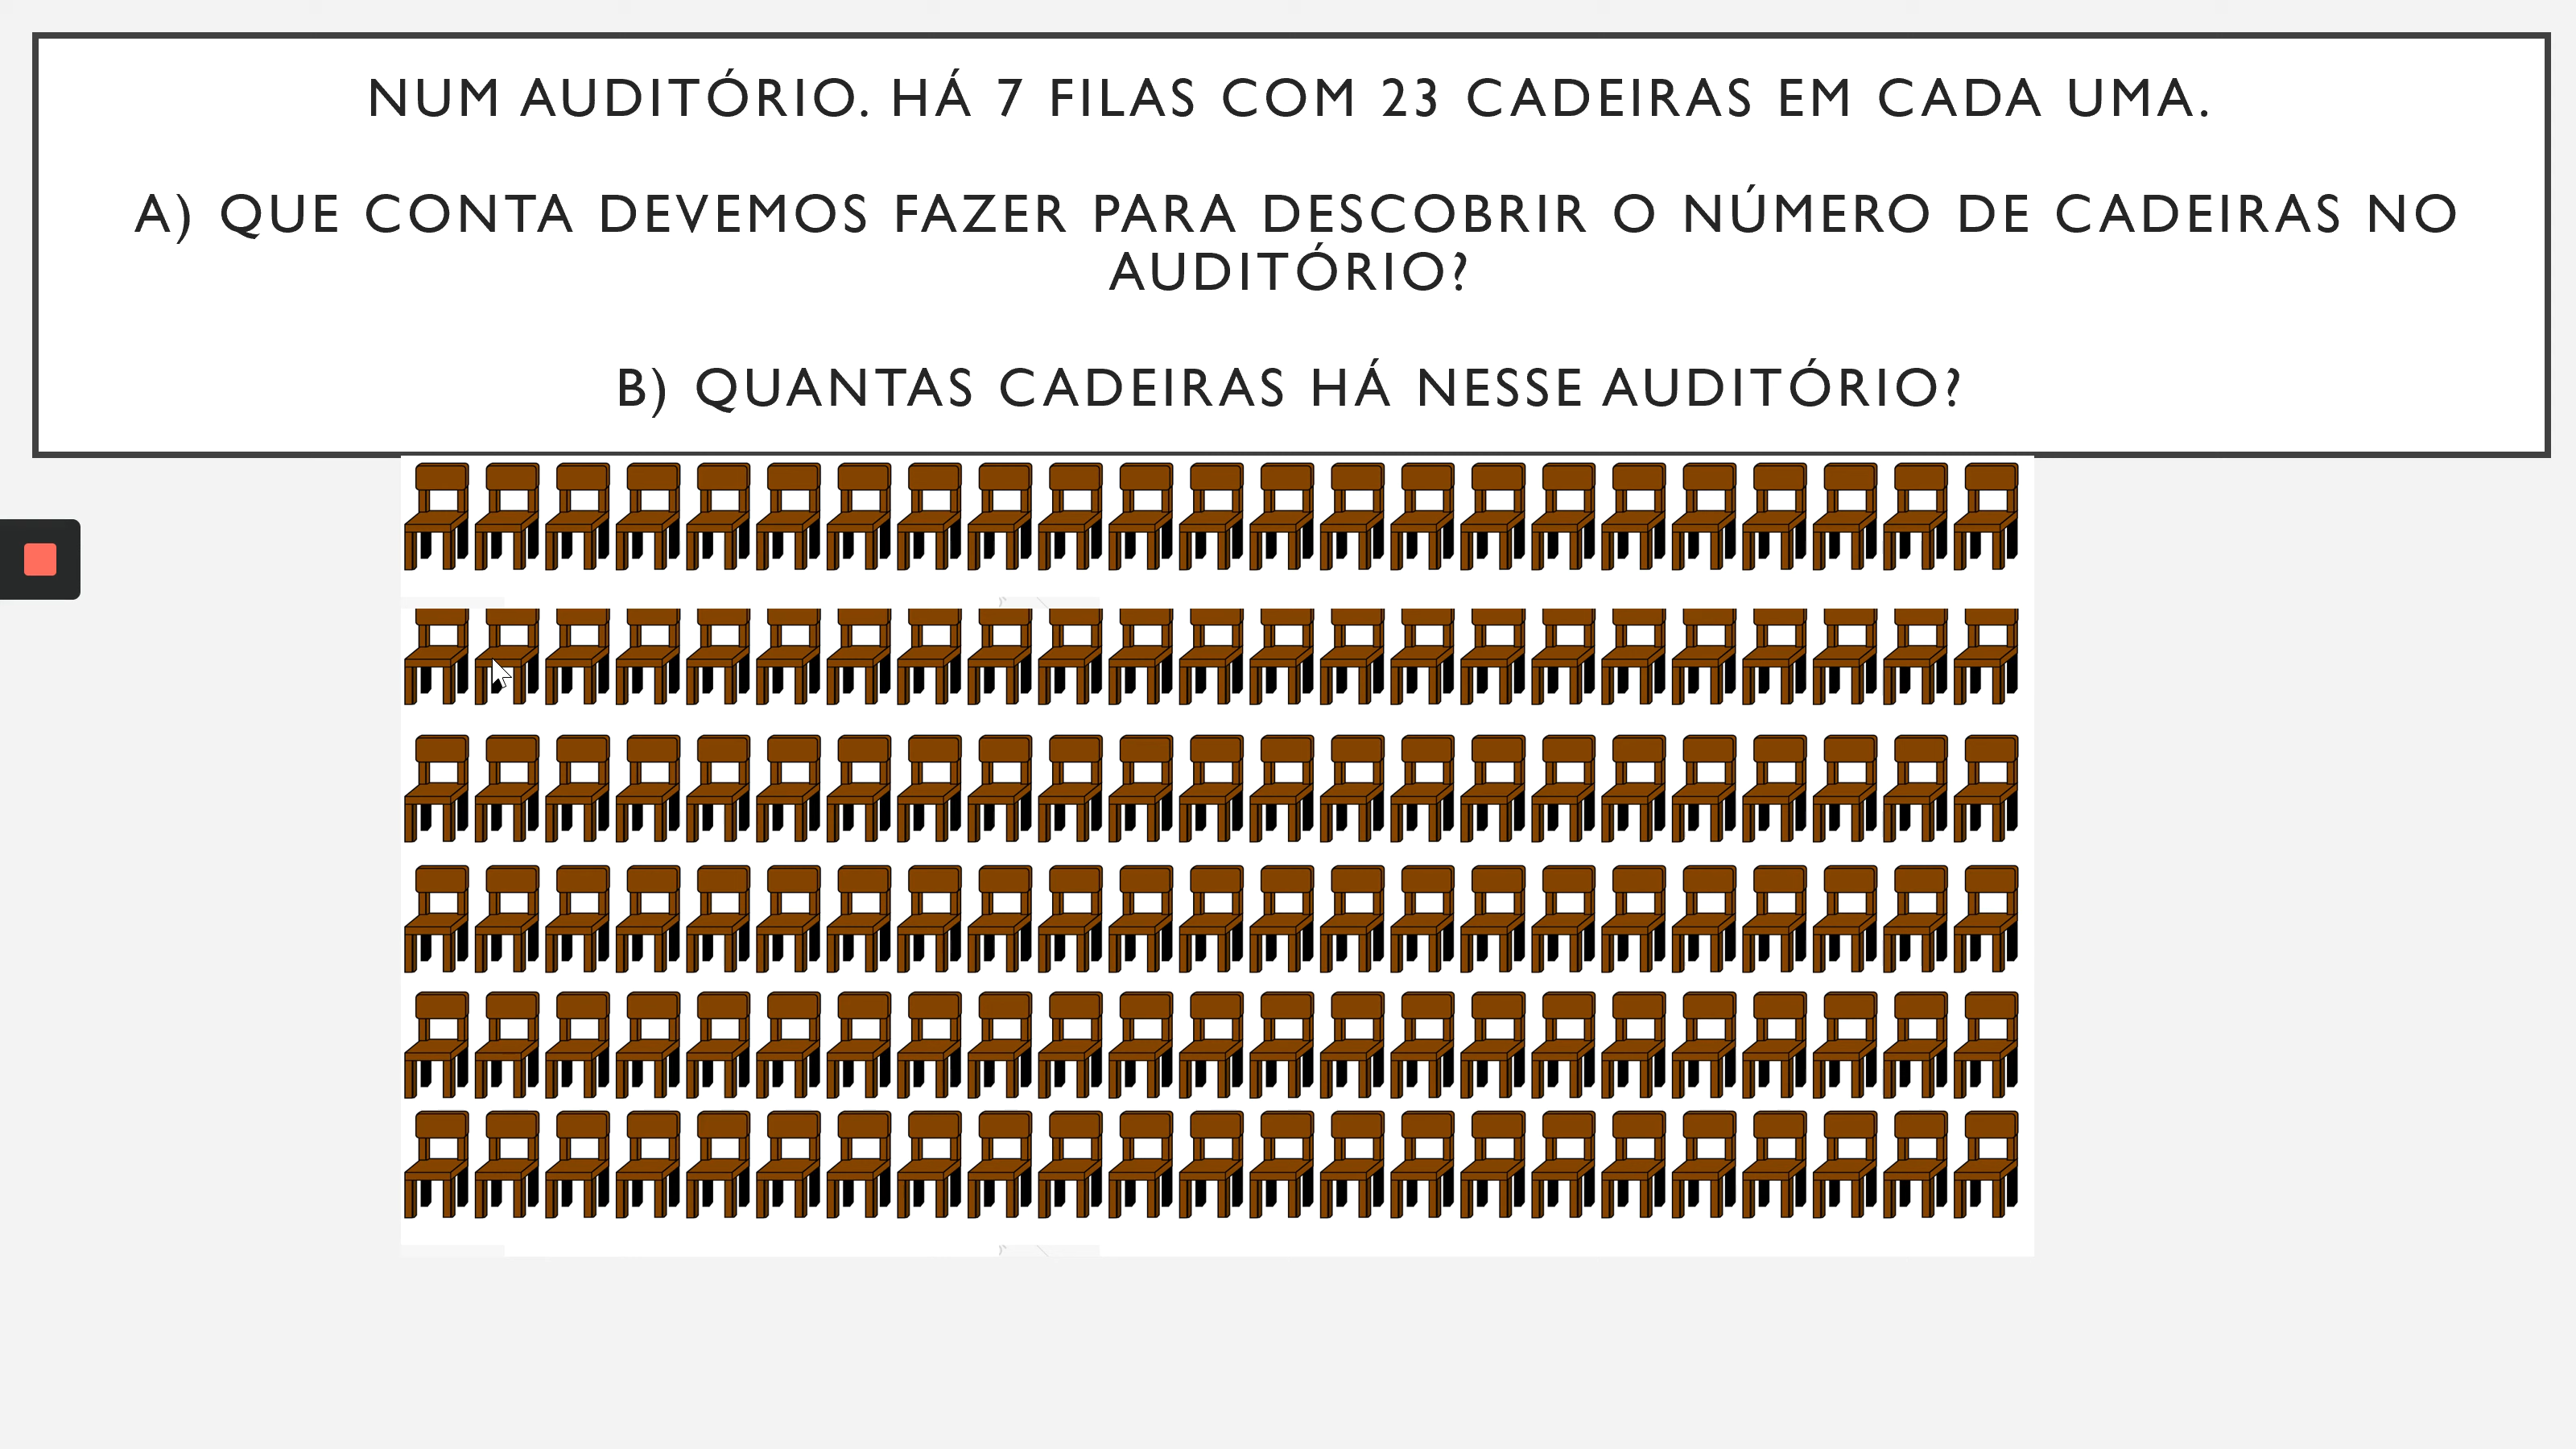 NUM AUDITÓRIO. HÁ 7 FILAS COM 23 CADEIRAS EM CADA UMA.
A) QUE CONTA DEVEMOS FAZER PARA DESCOBRIR O NÚMERO DE CADEIRAS NO
AUDITÓRIO?
B) QUANTAS CADEIRAS HÁ NESSE AUDITÓRIO?